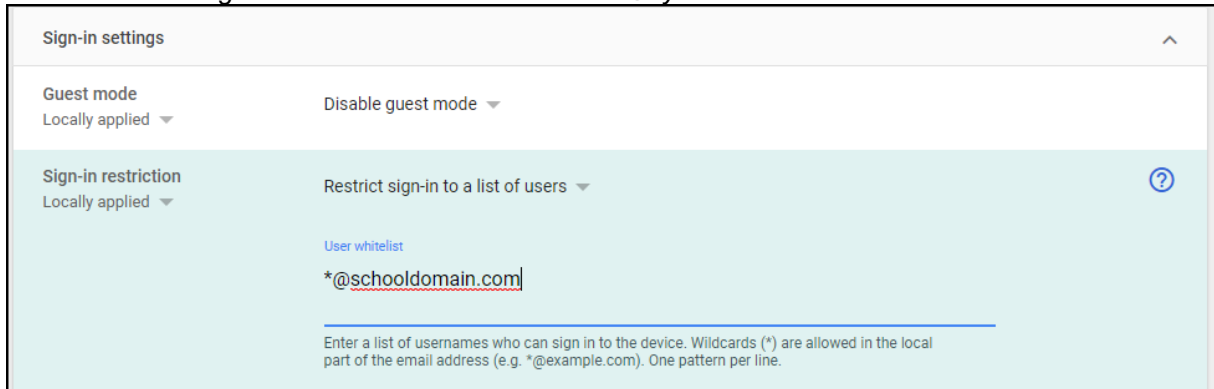 Sign-in settings
Guest mode
Locally applied
Disable guest mode
Sign-in restriction
Locally applied
Restrict sign-in to a list of users
User whitelist
*@schooldomain.com
Enter a list of usernames who can sign in to the device. Wildcards (*) are allowed in the local
part of the email address (e.g. *@example.com). One pattern per line.